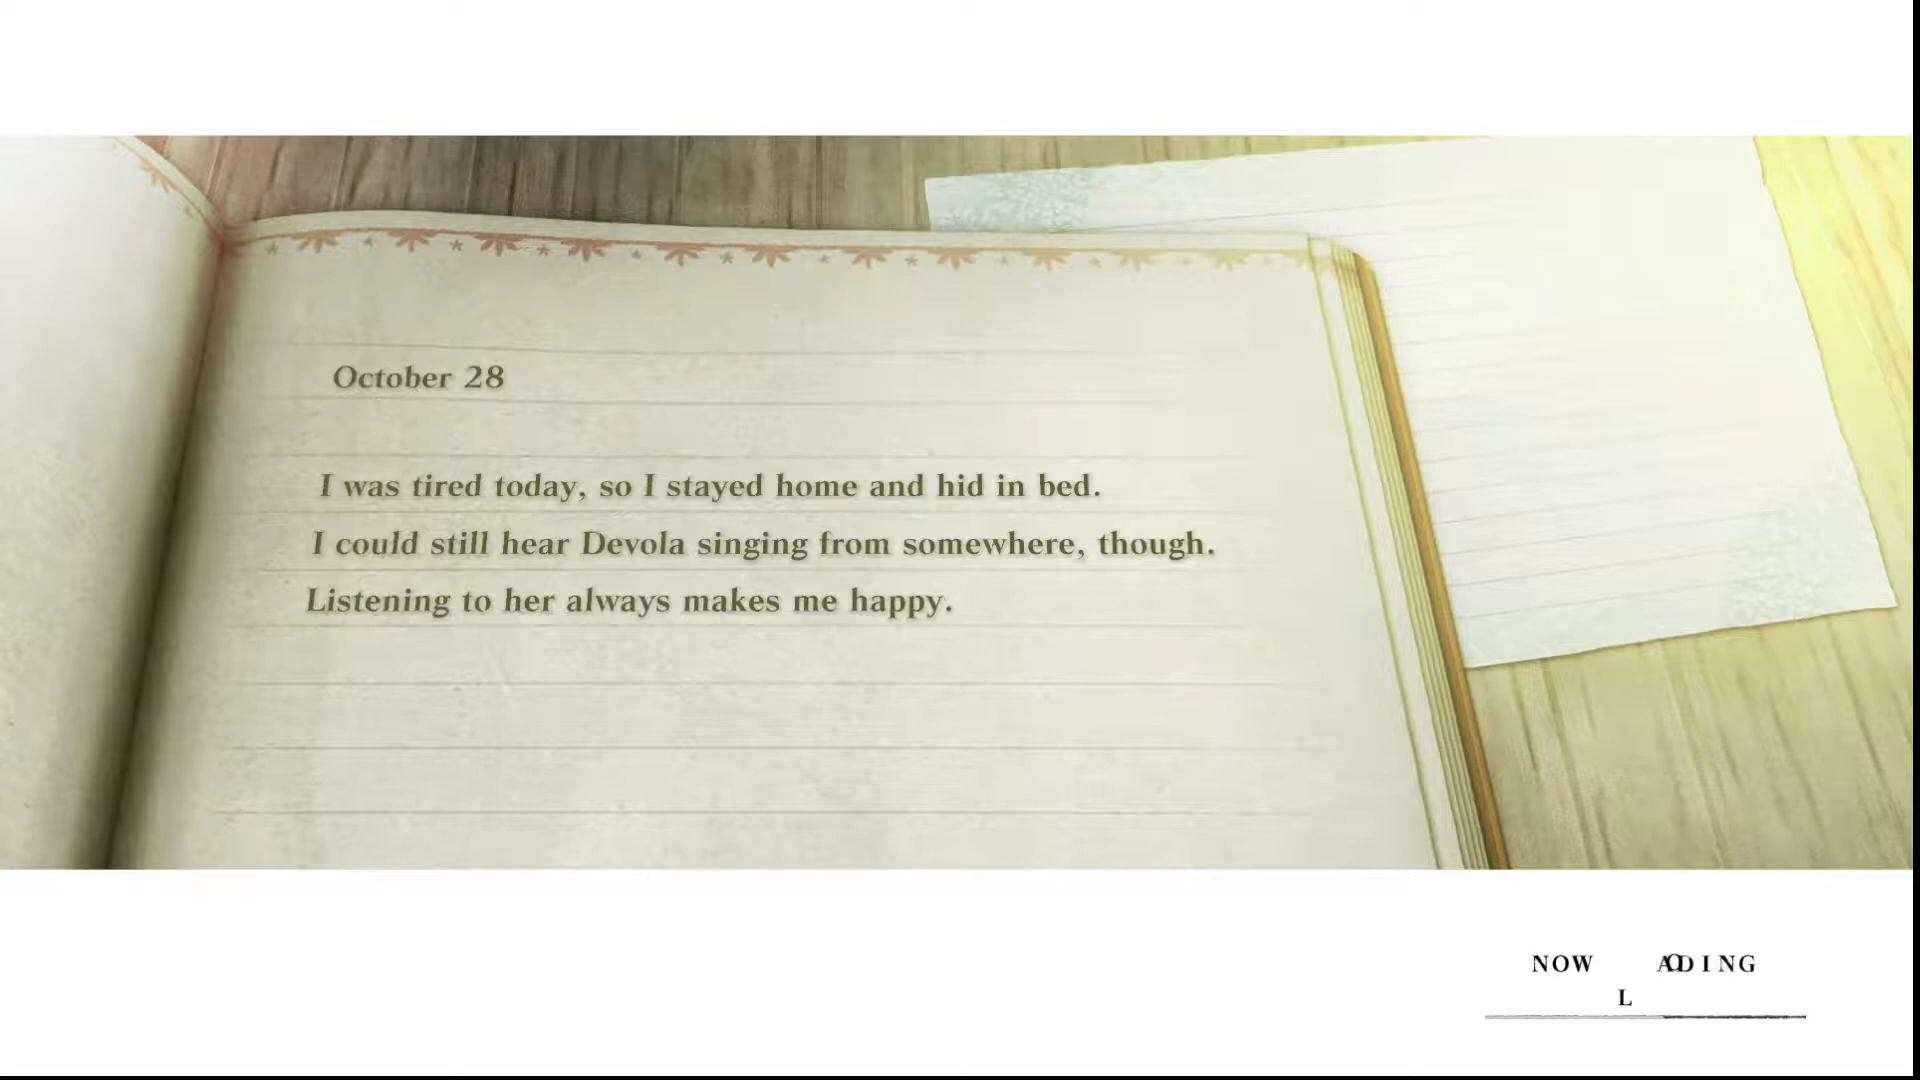 October 28
I was tired today, so I stayed home and hid in bed.
I could still hear Devola singing from somewhere, though.
Listening to her always makes me happy.
NOW LOADING